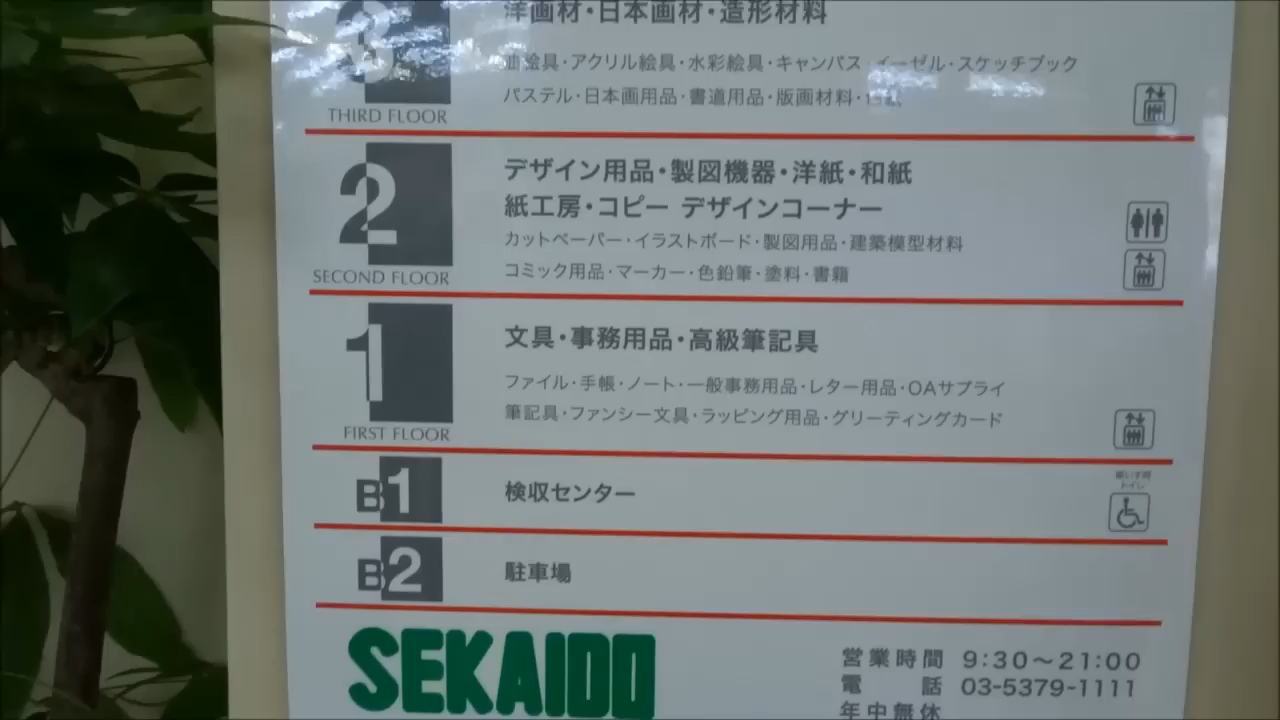 3
洋画材・日本画材・造形材料
油絵具・アクリル絵具・水彩絵具・キャンバス・イーゼル・スケッチブック
パステル・日本画用品・書道用品・版画材料・
THIRD FLOOR
2
デザイン用品・製図機器・洋紙・和紙
紙工房・コピー デザインコーナー
カットペーパー・イラストボード・製図用品・建築模型材料
コミック用品・マーカー・色鉛筆・塗料・書籍
SECOND FLOOR
1
文具・事務用品・高級筆記具
ファイル・手帳・ノート・一般事務用品・レター用品・OAサプライ
筆記具・ファンシー文具・ラッピング用品・グリーティングカード
FIRST FLOOR
B1
検収センター
車いす用
トイレ
B2
駐車場
SEKAIDO
営業時間 9:30～21:00
電話 03-5379-1111
年中無休